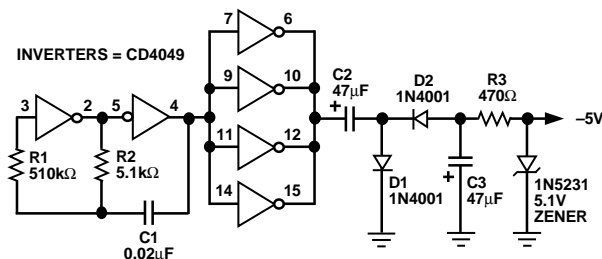 INVERTERS = CD4049
7
6
9
10
11
12
14
15
3
2
5
4
R1
510kΩ
R2
5.1kΩ
C1
0.02µF
C2
47µF
+
D2
1N4001
R3
470Ω
–5V
D1
1N4001
+
C3
47µF
1N5231
5.1V
ZENER